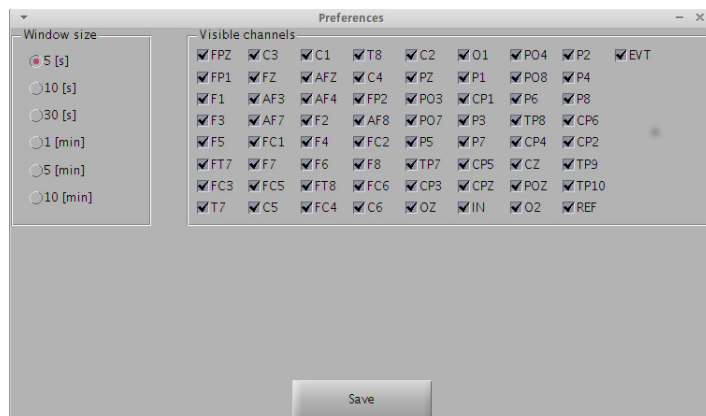 Preferences
Window size
5 [s]
10 [s]
30 [s]
1 [min]
5 [min]
10 [min]
Visible channels
FPZ C3 C1 T8 C2 O1 PO4 P2 EVT
FP1 FZ AFZ C4 PZ P1 PO8 P4
F1 AF3 AF4 FP2 PO3 CP1 P6 P8
F3 AF7 F2 AF8 PO7 P3 TP8 CP6
F5 FC1 F4 FC2 P5 P7 CP4 CP2
FT7 F7 F6 F8 TP7 CP5 CZ TP9
FC3 FC5 FT8 FC6 CP3 CPZ POZ TP10
T7 C5 FC4 C6 OZ IN O2 REF
Save